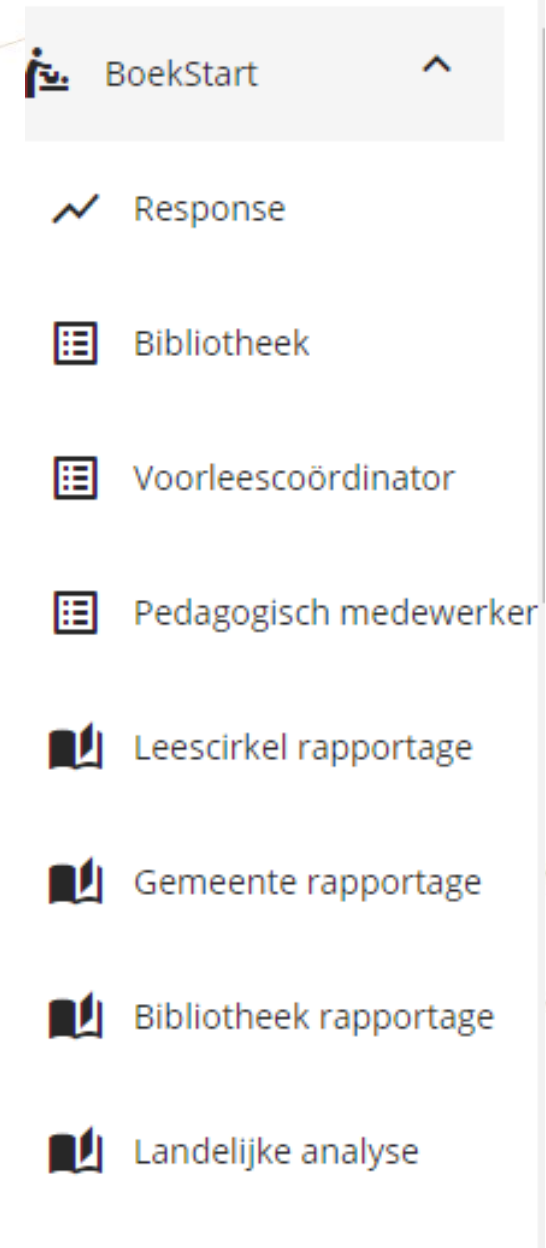 BoekStart
Response
Bibliotheek
Voorleescoördinator
Pedagogisch medewerker
Leescirkel rapportage
Gemeente rapportage
Bibliotheek rapportage
Landelijke analyse